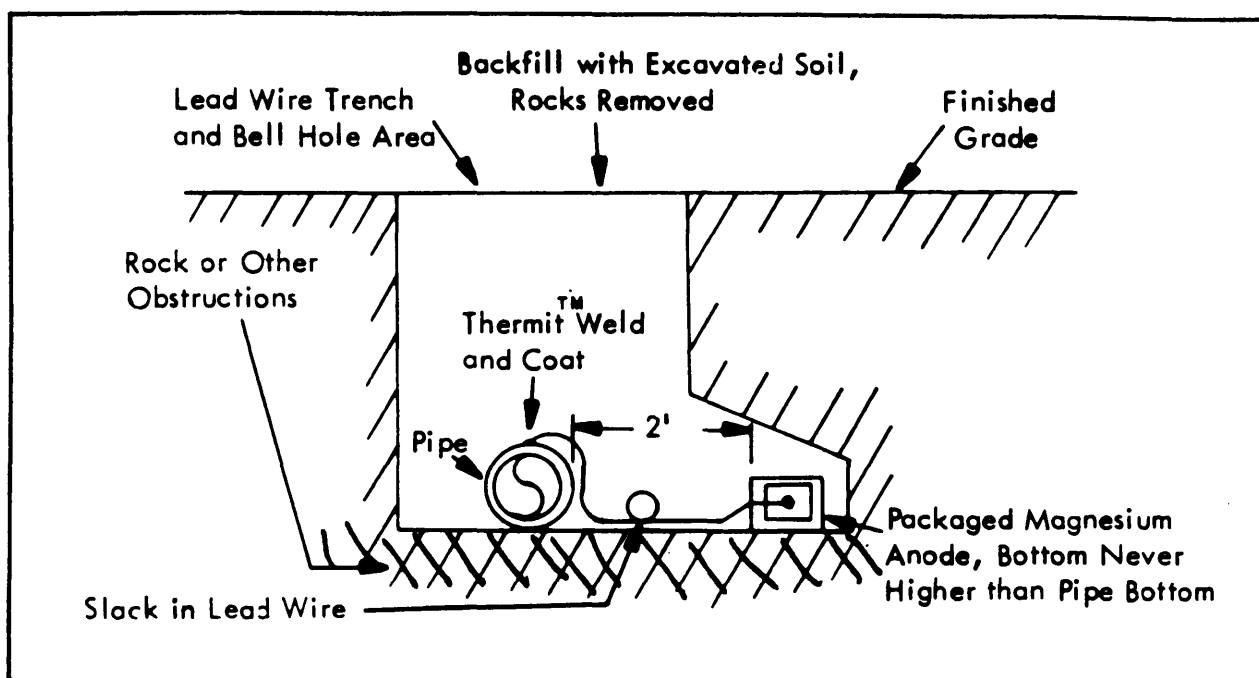 Backfill with Excavated Soil,
Rocks Removed
Lead Wire Trench
and Bell Hole Area
Finished
Grade
Rock or Other
Obstructions
TM
Thermit Weld
and Coat
Pipe
2'
Packaged Magnesium
Anode, Bottom Never
Higher than Pipe Bottom
Slack in Lead Wire